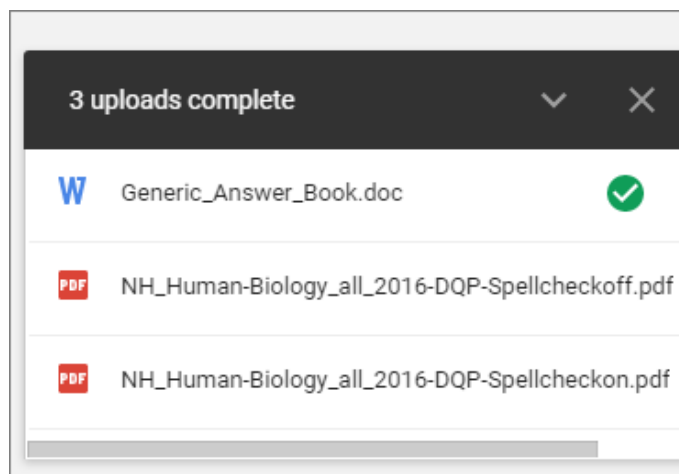 3 uploads complete
W Generic_Answer_Book.doc
PDF NH_Human-Biology_all_2016-DQP-Spellcheckoff.pdf
PDF NH_Human-Biology_all_2016-DQP-Spellcheckon.pdf